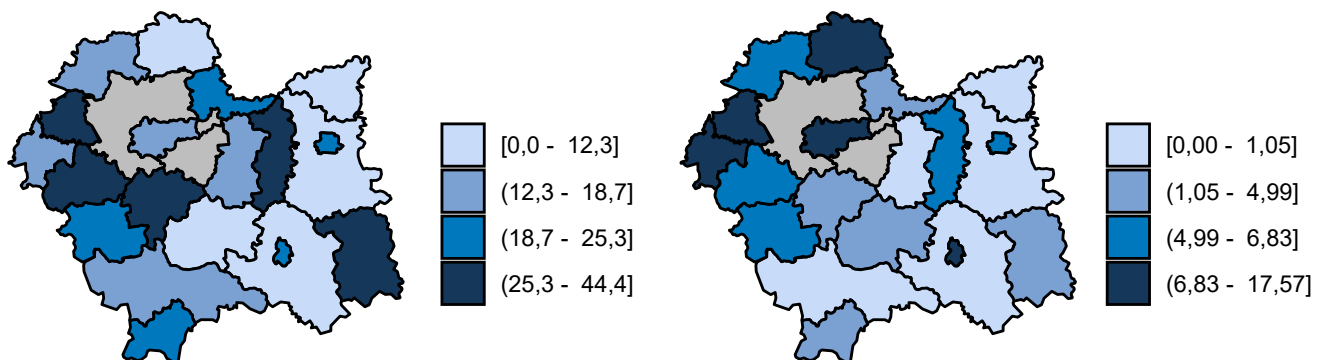 [0,0 - 12,3]
(12,3 - 18,7]
(18,7 - 25,3]
(25,3 - 44,4]
[0,00 - 1,05]
(1,05 - 4,99]
(4,99 - 6,83]
(6,83 - 17,57]